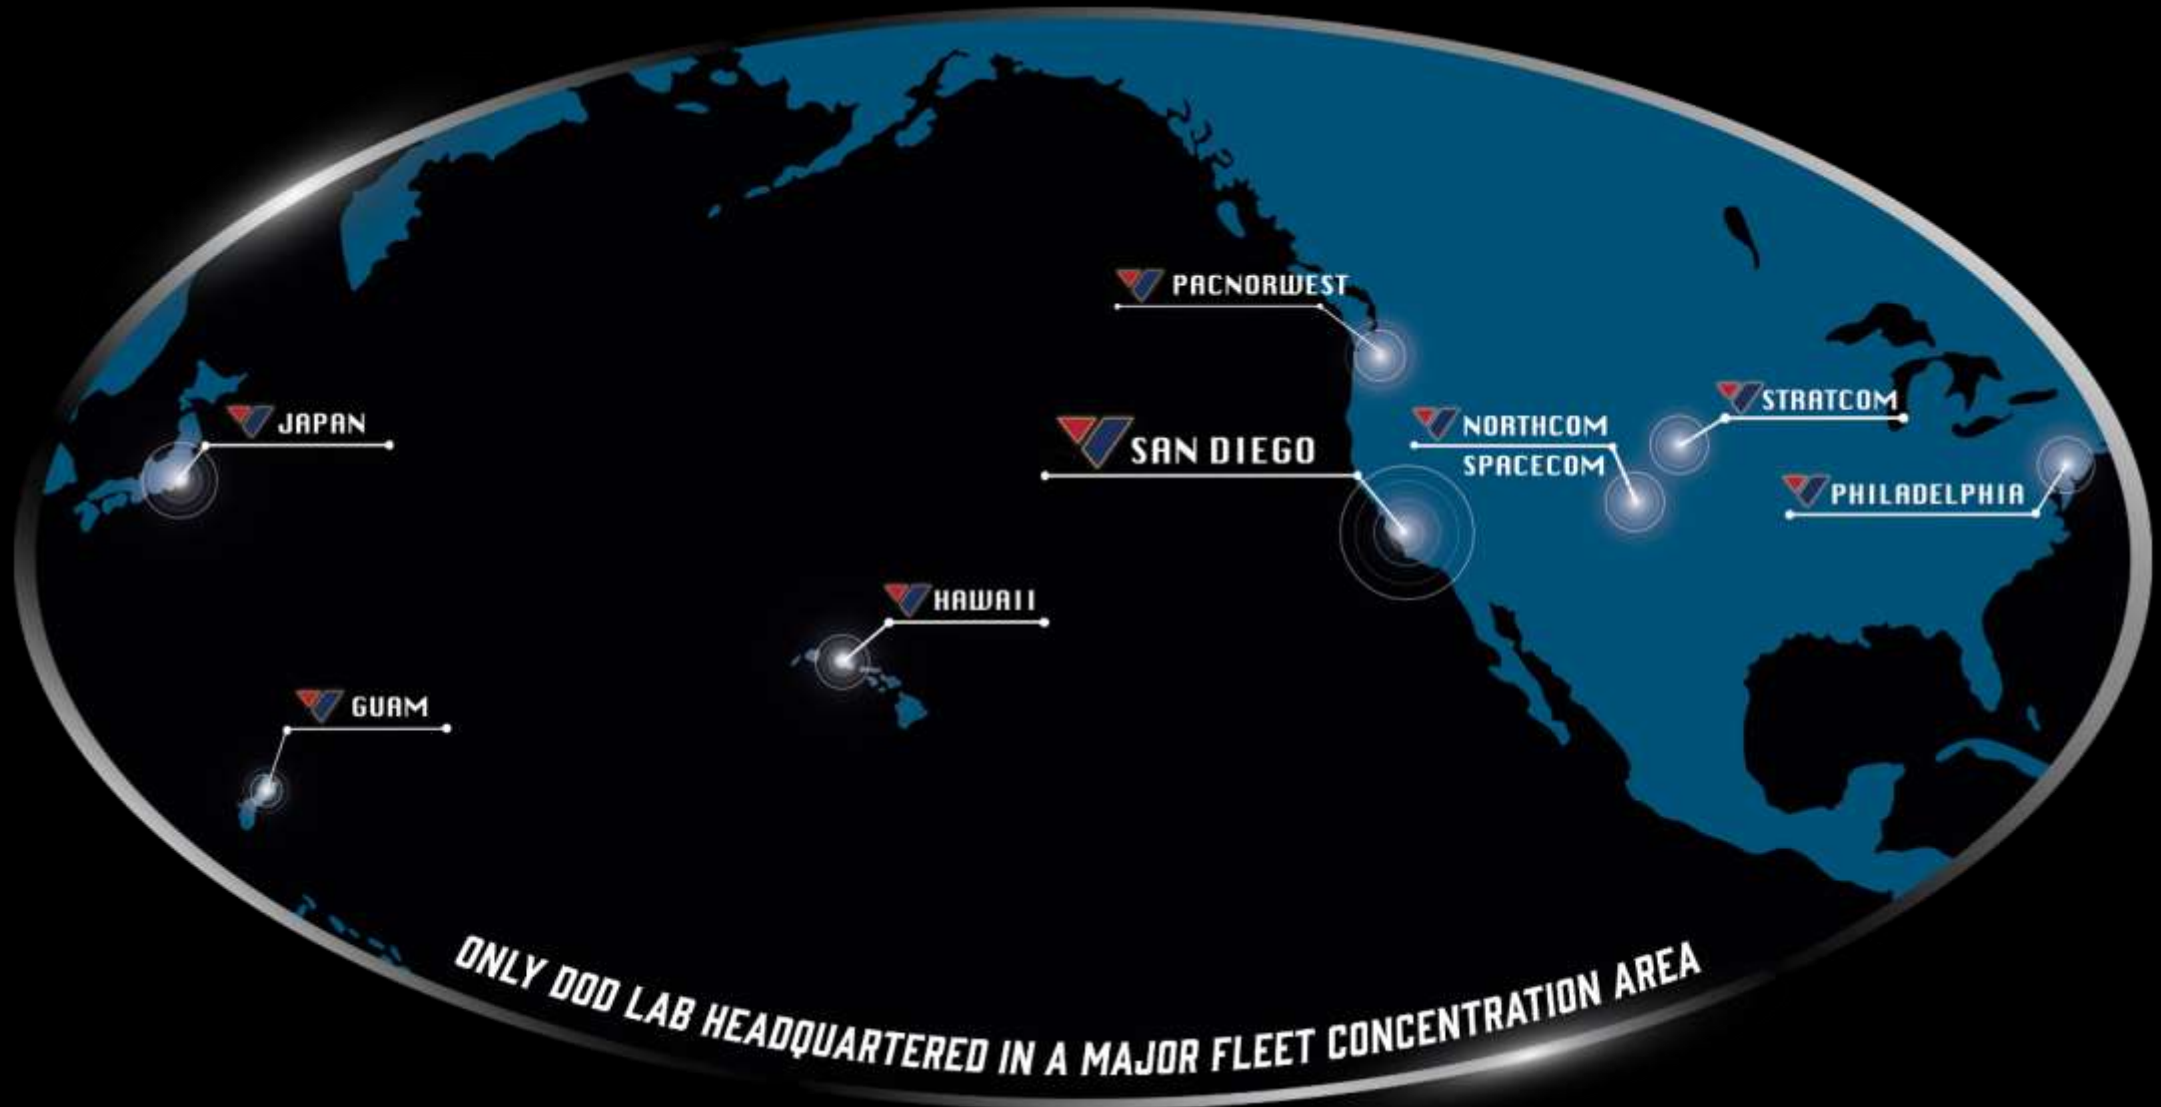 PACNORWEST
STRATCOM
JAPAN
NORTHCOM
SAN DIEGO
SPACECOM
PHILADELPHIA
HAWAII
GUAM
ONLY DOD LAB HEADQUARTERED IN A MAJOR FLEET CONCENTRATION AREA